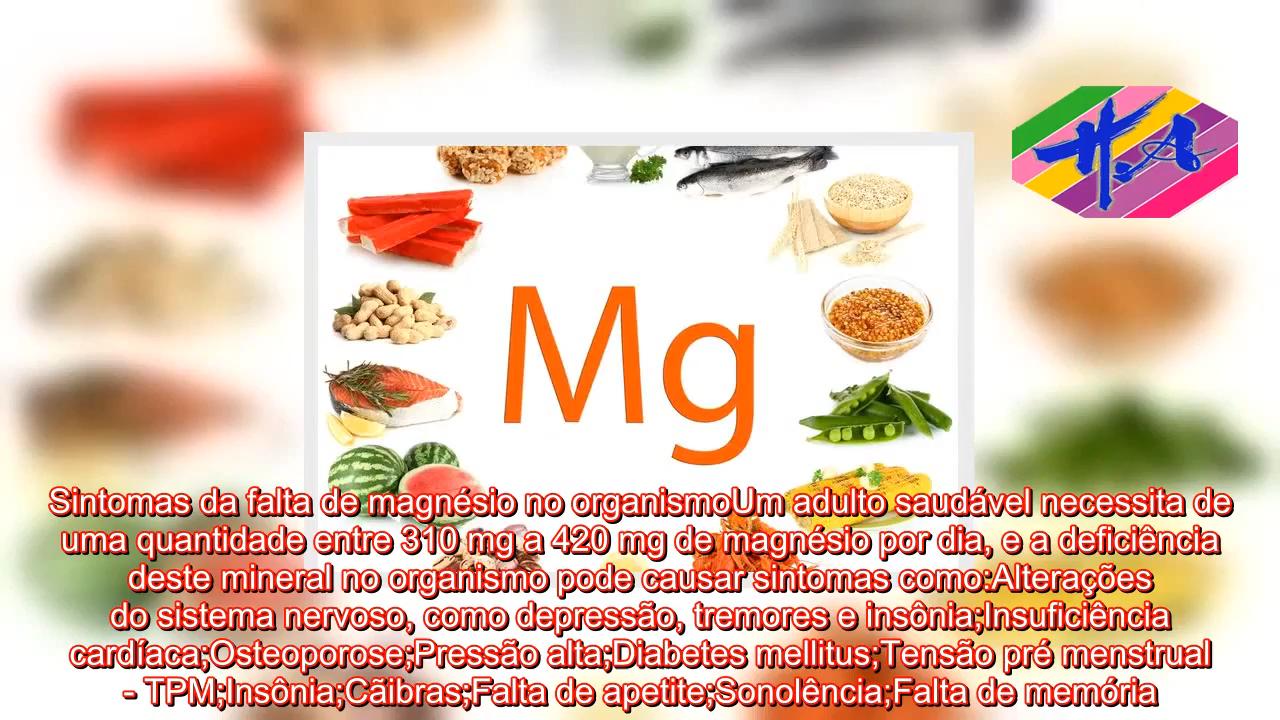 H.A
Mg
Sintomas da falta de magnésio no organismoUm adulto saudável necessita de
uma quantidade entre 310 mg a 420 mg de magnésio por dia, e a deficiência
deste mineral no organismo pode causar sintomas como:Alterações
do sistema nervoso, como depressão, tremores e insônia;Insuficiência
cardíaca;Osteoporose;Pressão alta;Diabetes mellitus;Tensão pré menstrual
- TPM;Insônia;Cãibras;Falta de apetite;Sonolência;Falta de memória